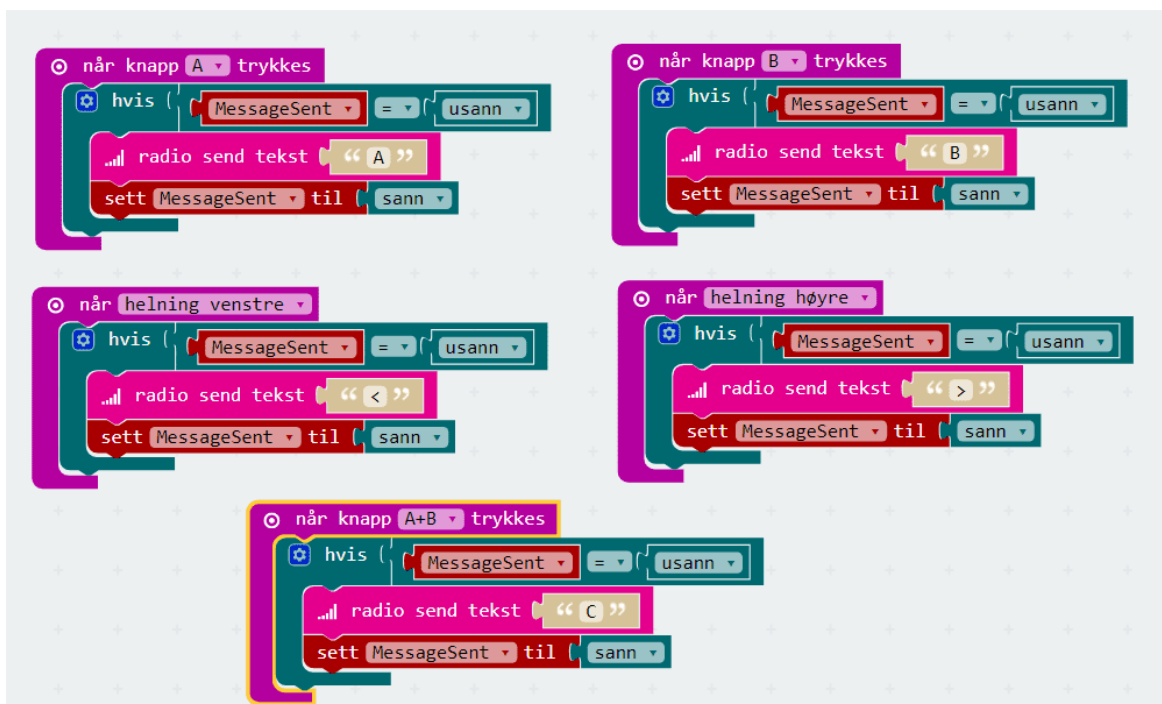 når knapp A trykkes
hvis MessageSent = usann
radio send tekst “ A ”
sett MessageSent til sann
når knapp B trykkes
hvis MessageSent = usann
radio send tekst “ B ”
sett MessageSent til sann
når helning venstre
hvis MessageSent = usann
radio send tekst “ < ”
sett MessageSent til sann
når helning høyre
hvis MessageSent = usann
radio send tekst “ > ”
sett MessageSent til sann
når knapp A+B trykkes
hvis MessageSent = usann
radio send tekst “ C ”
sett MessageSent til sann